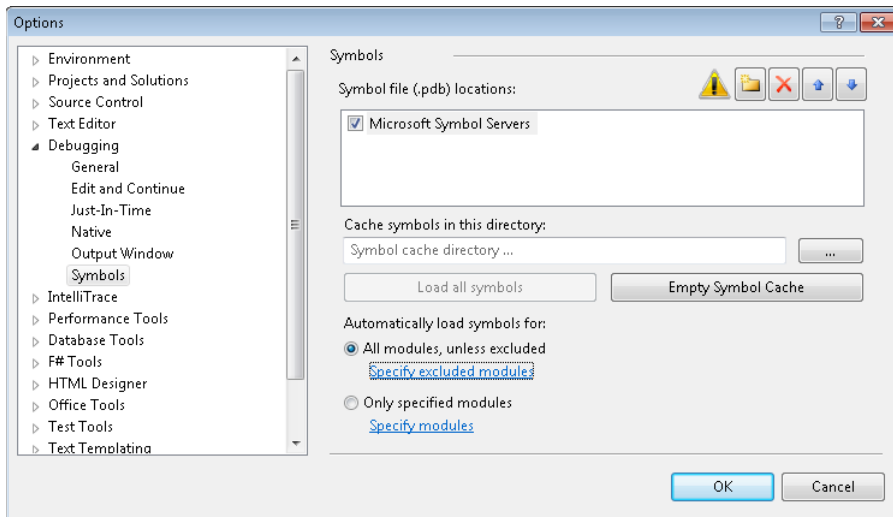 Options
Environment
Projects and Solutions
Source Control
Text Editor
Debugging
General
Edit and Continue
Just-In-Time
Native
Output Window
Symbols
IntelliTrace
Performance Tools
Database Tools
F# Tools
HTML Designer
Office Tools
Test Tools
Text Templating
Symbols
Symbol file (.pdb) locations:
Microsoft Symbol Servers
Cache symbols in this directory:
Symbol cache directory ...
...
Load all symbols
Empty Symbol Cache
Automatically load symbols for:
All modules, unless excluded
Specify excluded modules
Only specified modules
Specify modules
OK
Cancel